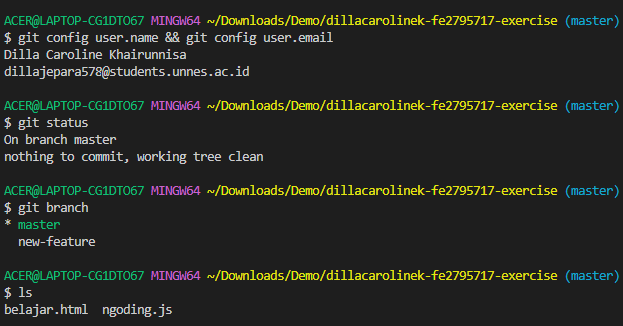 ACER@LAPTOP-CG1DTO67 MINGW64 ~/Downloads/Demo/dillacarolinek-fe2795717-exercise (master)
$ git config user.name && git config user.email
Dilla Caroline Khairunnisa
dillajepara578@students.unnes.ac.id
ACER@LAPTOP-CG1DTO67 MINGW64 ~/Downloads/Demo/dillacarolinek-fe2795717-exercise (master)
$ git status
On branch master
nothing to commit, working tree clean
ACER@LAPTOP-CG1DTO67 MINGW64 ~/Downloads/Demo/dillacarolinek-fe2795717-exercise (master)
$ git branch
* master
  new-feature
ACER@LAPTOP-CG1DTO67 MINGW64 ~/Downloads/Demo/dillacarolinek-fe2795717-exercise (master)
$ ls
belajar.html  ngoding.js